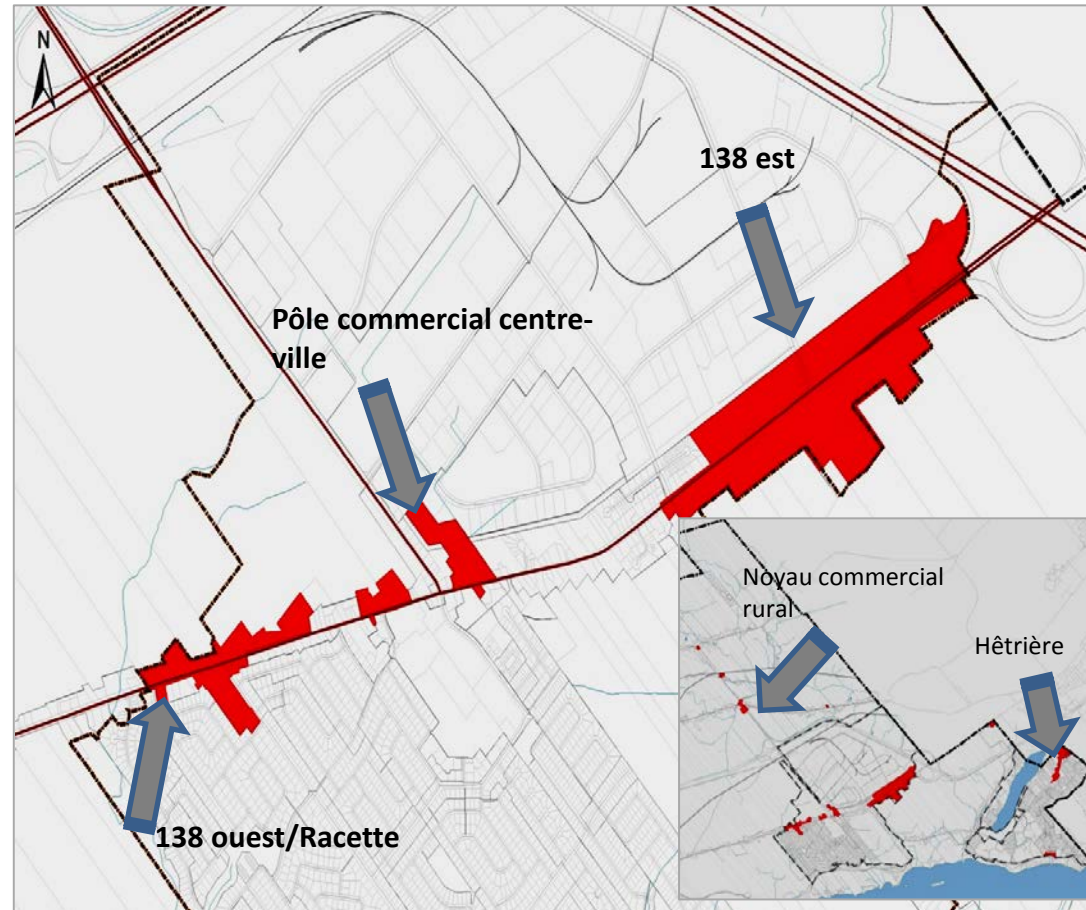 N
138 est
Pôle commercial centre-
ville
Noyau commercial
rural
Hêtrière
138 ouest/Racette